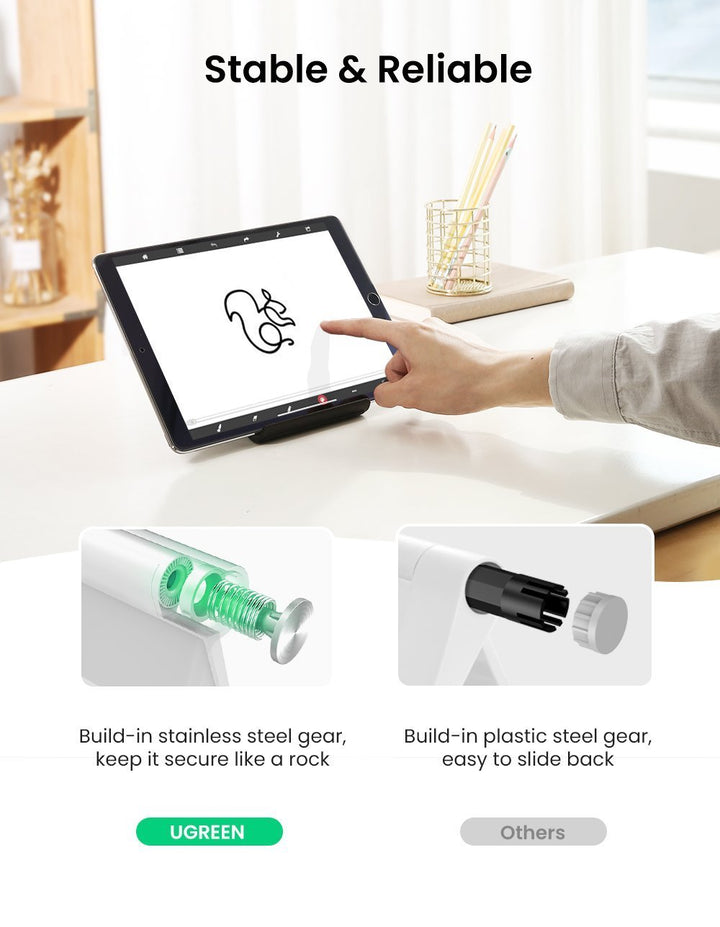 Stable & Reliable
Build-in stainless steel gear,
keep it secure like a rock
Build-in plastic steel gear,
easy to slide back
UGREEN
Others